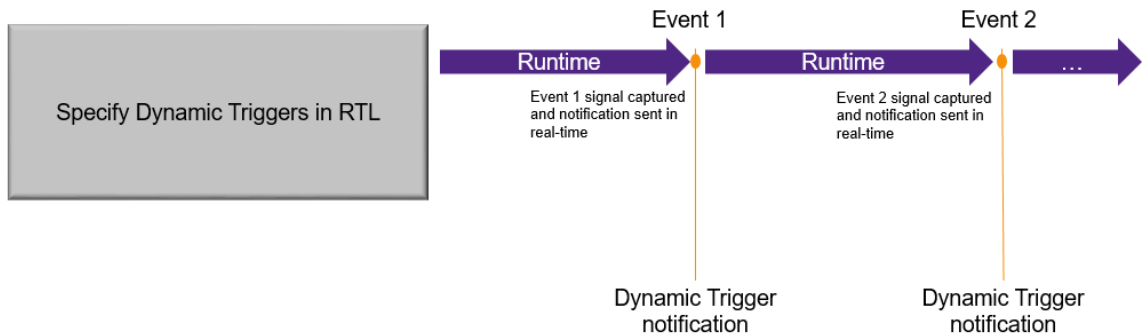 Event 1
Event 2
Runtime
Runtime
...
Specify Dynamic Triggers in RTL
Event 1 signal captured
and notification sent in
real-time
Event 2 signal captured
and notification sent in
real-time
Dynamic Trigger
notification
Dynamic Trigger
notification